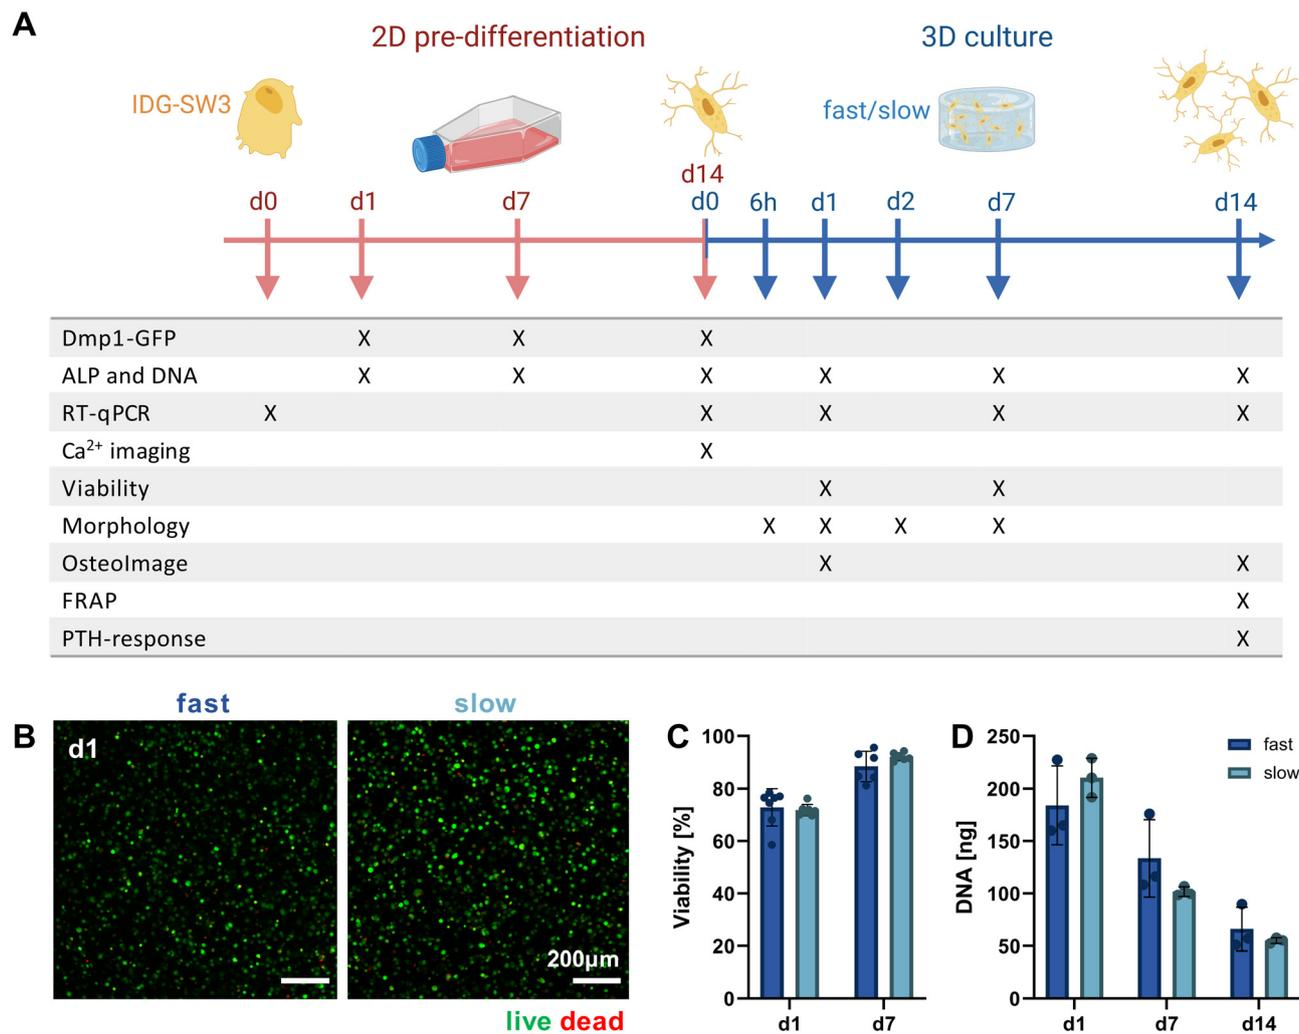 A
2D pre-differentiation
3D culture
IDG-SW3
fast/slow
d14
d0 d1 d7 d0 6h d1 d2 d7 d14
Dmp1-GFP X X X
ALP and DNA X X X X X X
RT-qPCR X X X X X
Ca²⁺ imaging X
Viability X X
Morphology X X X X
OsteoImage X X
FRAP X
PTH-response X
B
fast slow
d1
200µm
live dead
C
Viability [%]
100
80
60
40
20
0
d1 d7
D
DNA [ng]
250
200
150
100
50
0
d1 d7 d14
fast
slow